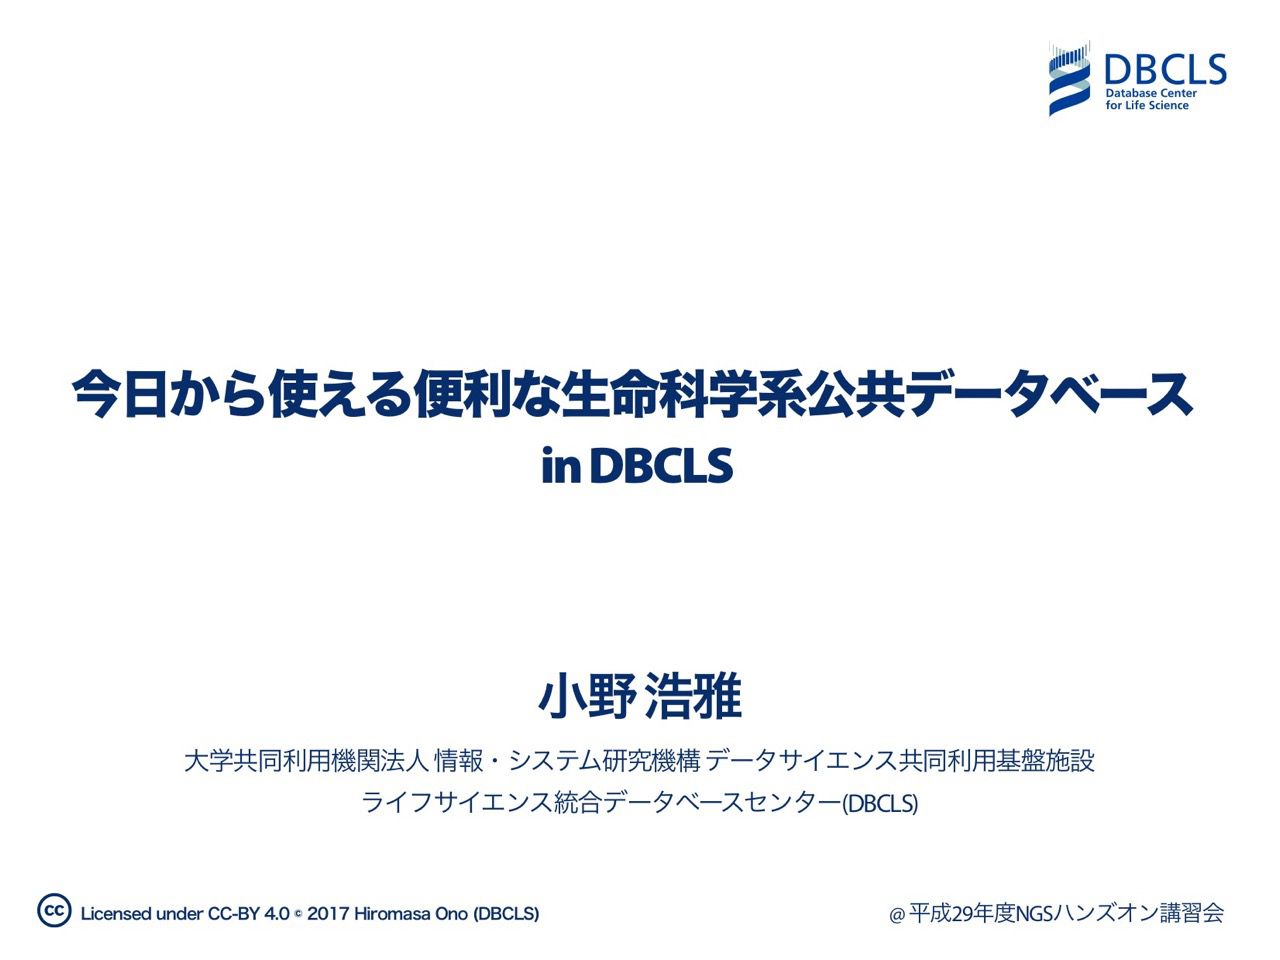 DBCLS
Database Center
for Life Science
今日から使える便利な生命科学系公共データベース
in DBCLS
小野 浩雅
大学共同利用機関法人 情報・システム研究機構 データサイエンス共同利用基盤施設
ライフサイエンス統合データベースセンター(DBCLS)
cc Licensed under CC-BY 4.0 © 2017 Hiromasa Ono (DBCLS)
@ 平成29年度NGSハンズオン講習会